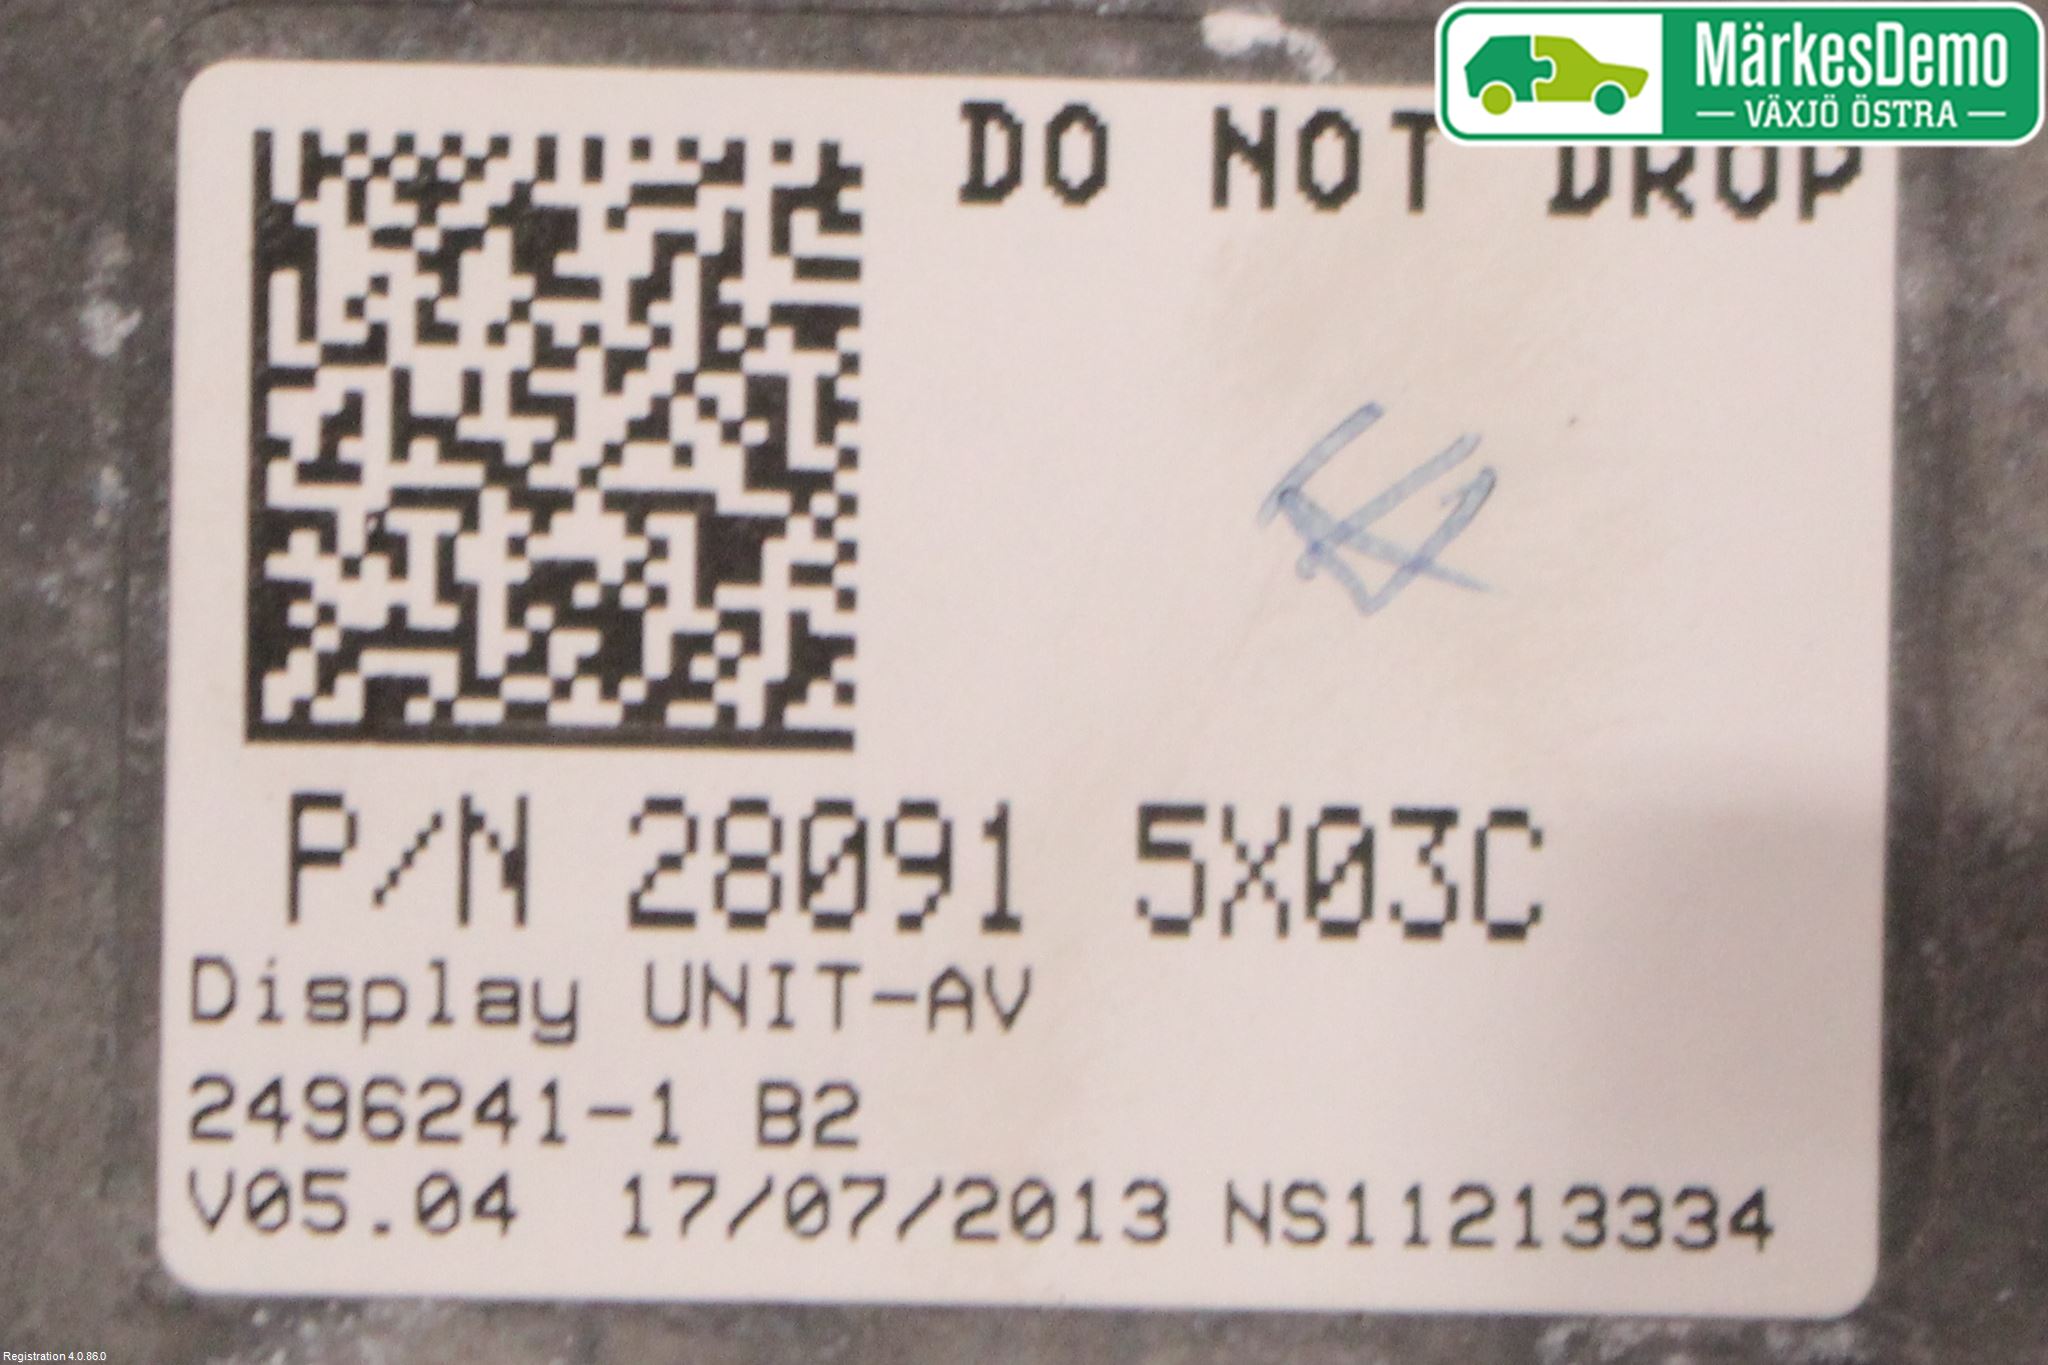 MärkesDemo
VÄXJÖ ÖSTRA
DO NOT DROP
P/N 28091 5X03C
Display UNIT-AV
2496241-1 B2
V05.04 17/07/2013 NS11213334
Registration 4.0.86.0